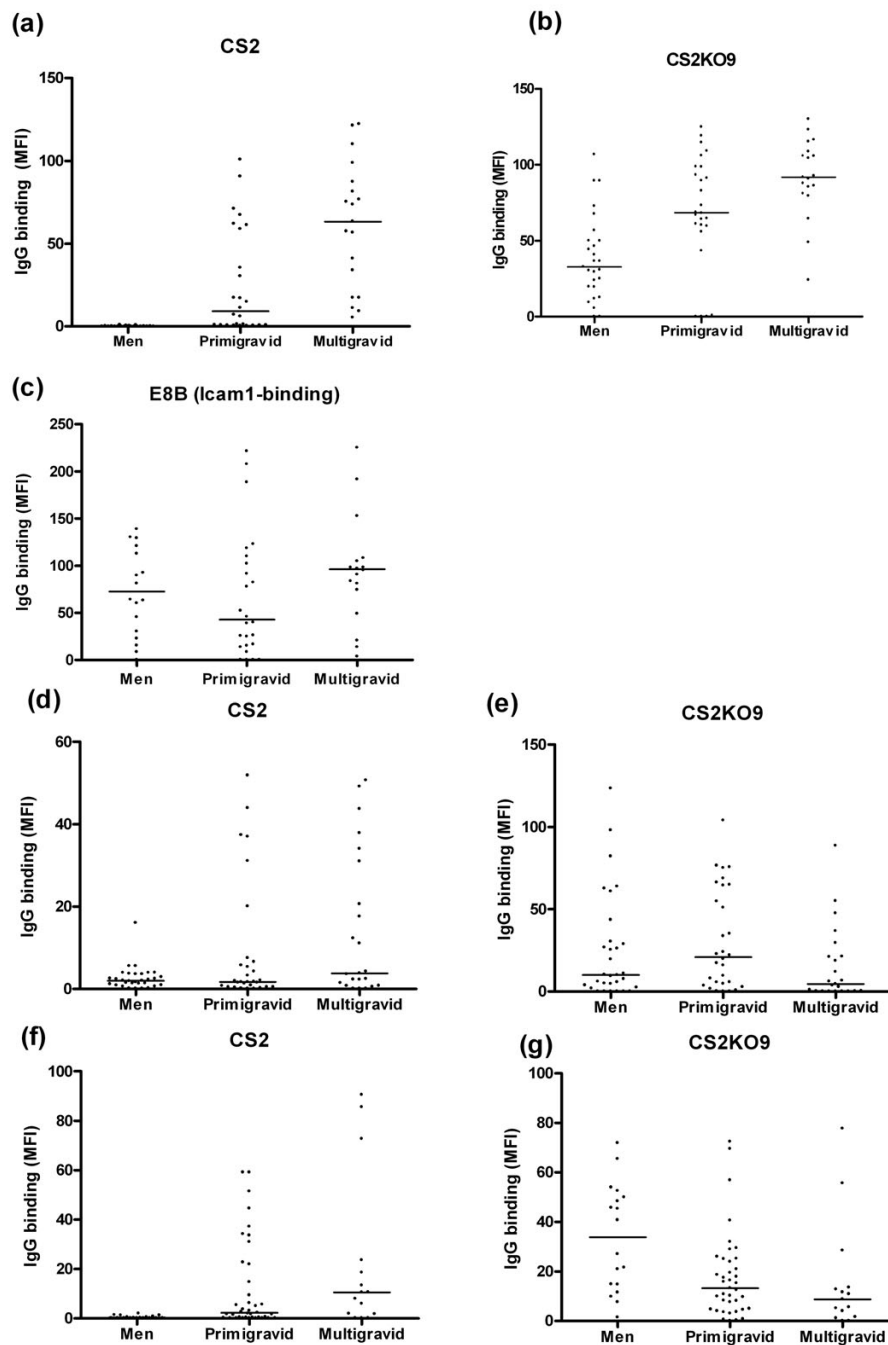 (a)
CS2
IgG binding (MFI)
150
100
50
0
Men Primigravid Multigravid
(b)
CS2KO9
IgG binding (MFI)
150
100
50
0
Men Primigravid Multigravid
(c)
E8B (Icam1-binding)
IgG binding (MFI)
250
200
150
100
50
0
Men Primigravid Multigravid
(d)
CS2
IgG binding (MFI)
60
40
20
0
Men Primigravid Multigravid
(e)
CS2KO9
IgG binding (MFI)
150
100
50
0
Men Primigravid Multigravid
(f)
CS2
IgG binding (MFI)
100
80
60
40
20
0
Men Primigravid Multigravid
(g)
CS2KO9
IgG binding (MFI)
100
80
60
40
20
0
Men Primigravid Multigravid